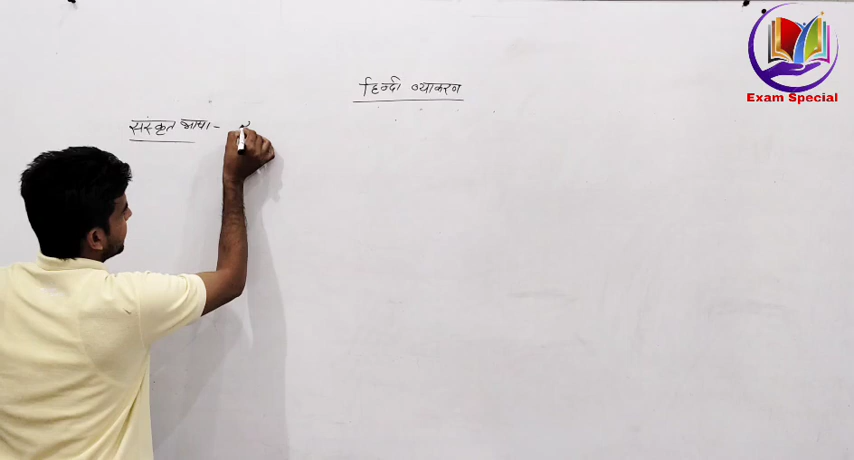 हिन्दी व्याकरण
संस्कृत भाषा -
Exam Special